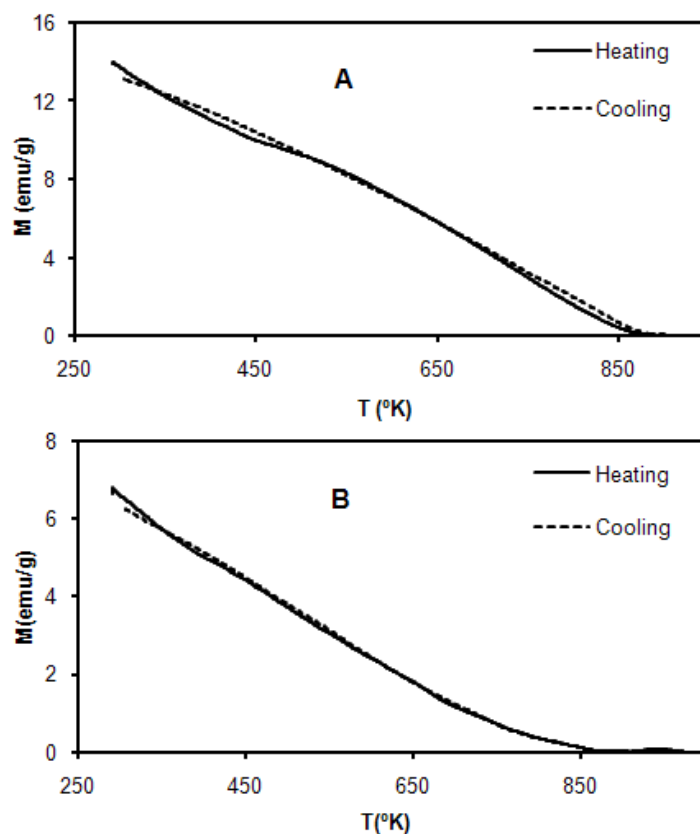 16
12
8
4
0
M (emu/g)
A
Heating
Cooling
250 450 650 850
T (ºK)
8
6
4
2
0
M(emu/g)
B
Heating
Cooling
250 450 650 850
T(ºK)